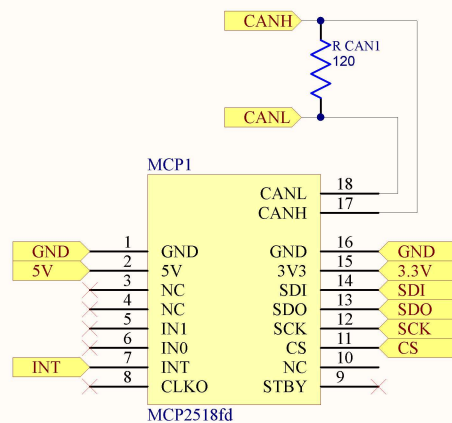 CANH
R CAN1
120
CANL
MCP1
CANL 18
CANH 17
GND 1 GND GND 16 GND
5V 2 5V 3V3 15 3.3V
3 NC SDI 14 SDI
4 NC SDO 13 SDO
5 IN1 SCK 12 SCK
6 IN0 CS 11 CS
INT 7 INT NC 10
8 CLKO STBY 9
MCP2518fd